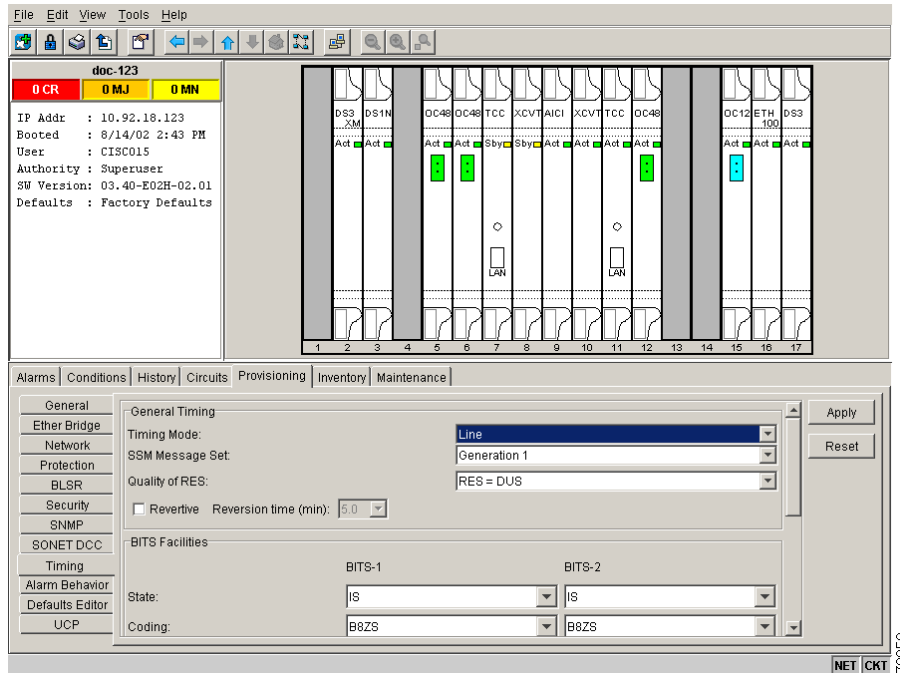 File Edit View Tools Help
doc-123
0 CR 0 MJ 0 MN
IP Addr : 10.92.18.123
Booted : 8/14/02 2:43 PM
User : CISCO15
Authority : Superuser
SW Version: 03.40-E02H-02.01
Defaults : Factory Defaults
DS3 XM DS1N OC48 OC48 TCC XCVT AICI XCVT TCC OC48 OC12 ETH 100 DS3
Act Act Act Act Sby Sby Act Act Act Act Act Act Act
LAN LAN
1 2 3 4 5 6 7 8 9 10 11 12 13 14 15 16 17
Alarms Conditions History Circuits Provisioning Inventory Maintenance
General
Ether Bridge
Network
Protection
BLSR
Security
SNMP
SONET DCC
Timing
Alarm Behavior
Defaults Editor
UCP
General Timing
Timing Mode: Line
SSM Message Set: Generation 1
Quality of RES: RES = DUS
Revertive Reversion time (min): 5.0
BITS Facilities
BITS-1 BITS-2
State: IS IS
Coding: B8ZS B8ZS
Apply
Reset
NET CKT